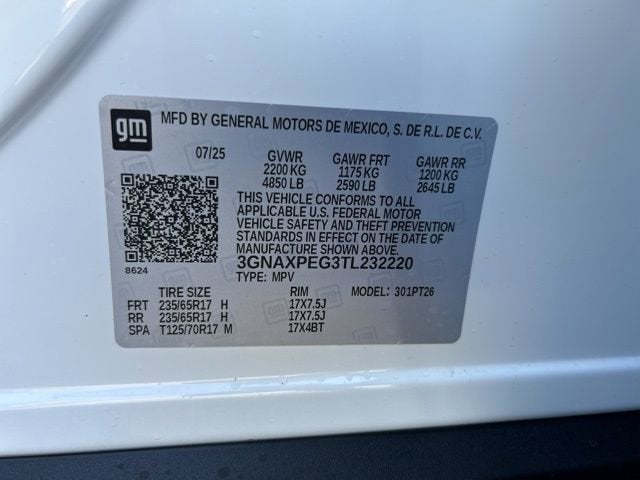 gm
MFD BY GENERAL MOTORS DE MEXICO, S. DE R.L. DE C.V.
07/25 GVWR GAWR FRT GAWR RR
2200 KG 1175 KG 1200 KG
4850 LB 2590 LB 2645 LB
THIS VEHICLE CONFORMS TO ALL
APPLICABLE U.S. FEDERAL MOTOR
VEHICLE SAFETY AND THEFT
PREVENTION STANDARDS IN EFFECT
ON THE DATE OF
MANUFACTURE SHOWN ABOVE.
3GNAXPEG3TL232220
8624
TYPE: MPV
TIRE SIZE RIM MODEL: 301PT26
FRT 235/65R17 H 17X7.5J
RR 235/65R17 H 17X7.5J
SPA T125/70R17 M 17X4BT